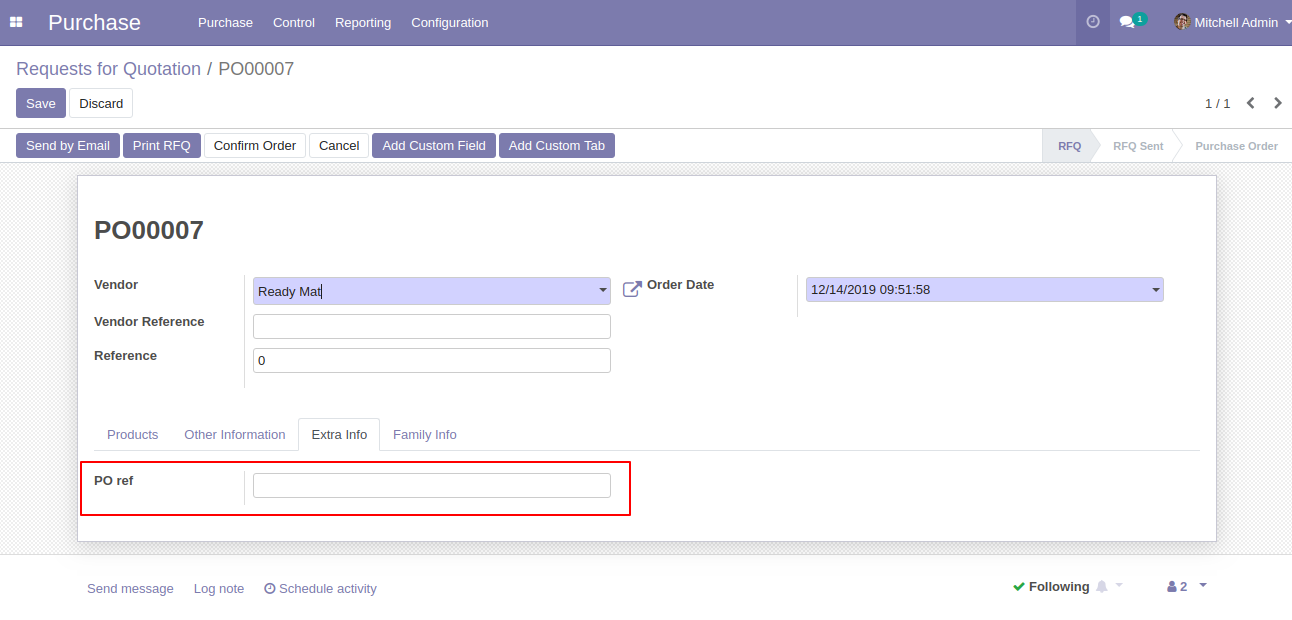 Purchase Purchase Control Reporting Configuration 1 Mitchell Admin
Requests for Quotation / PO00007
Save Discard 1 / 1
Send by Email Print RFQ Confirm Order Cancel Add Custom Field Add Custom Tab RFQ RFQ Sent Purchase Order
PO00007
Vendor Ready Mat Order Date 12/14/2019 09:51:58
Vendor Reference
Reference 0
Products Other Information Extra Info Family Info
PO ref
Send message Log note Schedule activity Following 2